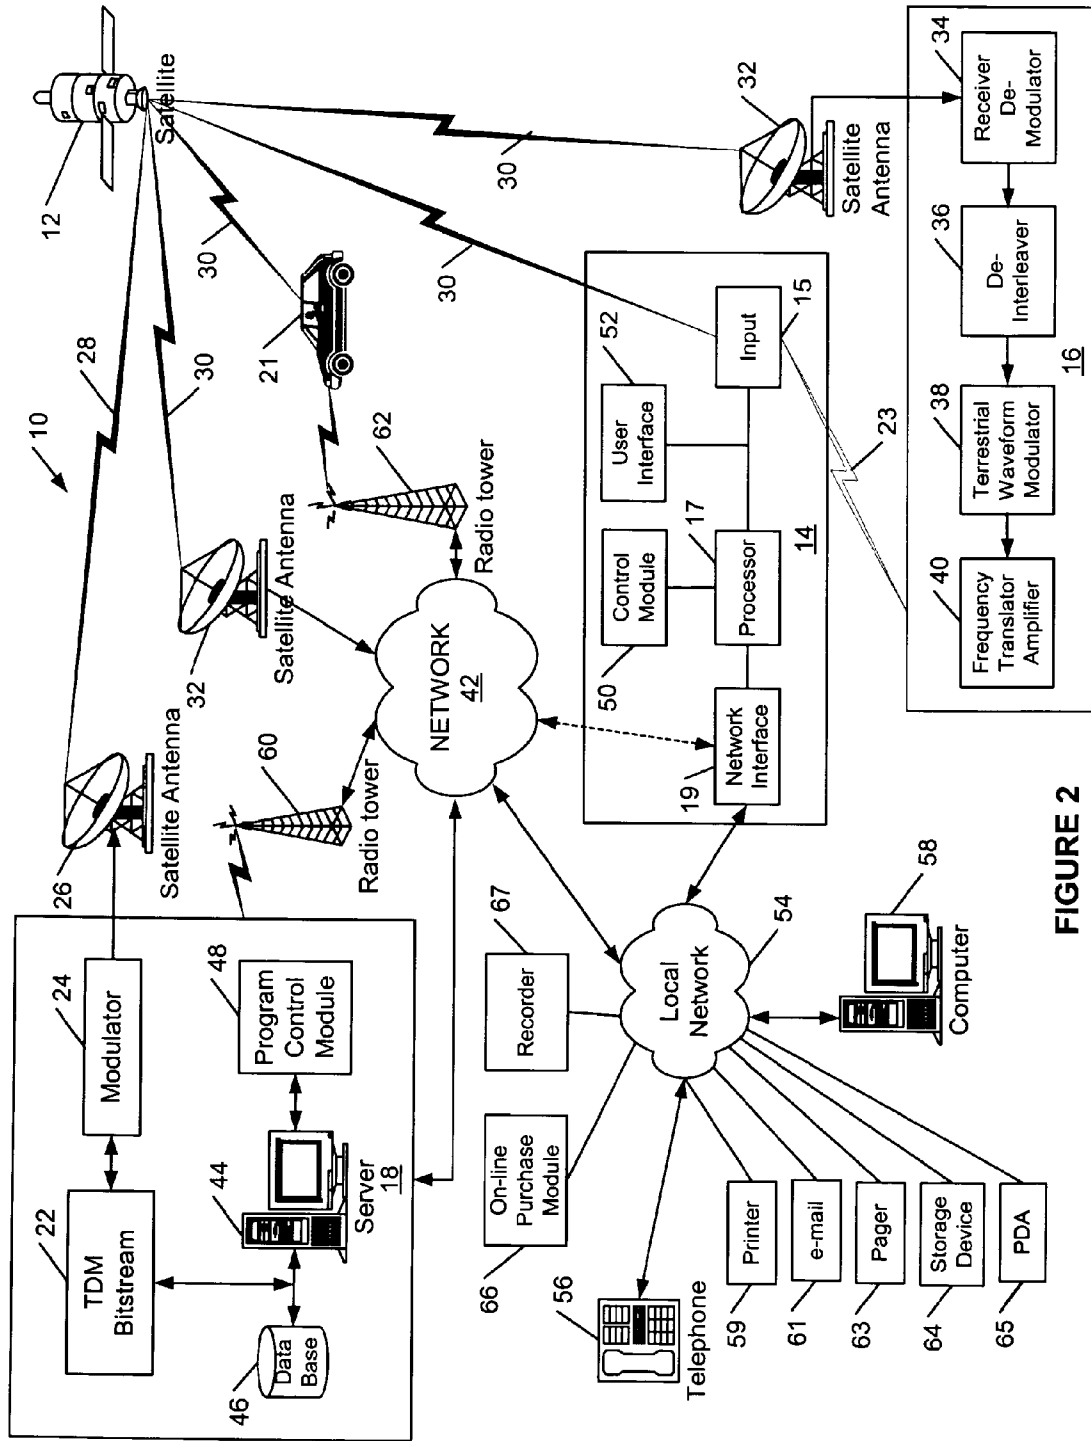 10
12
Satellite
28
30
30
30
30
26
Satellite Antenna
32
Satellite Antenna
21
62
Radio tower
60
Radio tower
NETWORK
42
32
Satellite
Antenna
22
TDM
Bitstream
24
Modulator
44
Server
18
48
Program
Control
Module
46
Data
Base
52
User
Interface
15
Input
50
Control
Module
17
Processor
14
19
Network
Interface
23
67
Recorder
66
On-line
Purchase
Module
Local
Network
54
56
Telephone
58
Computer
59
Printer
61
e-mail
63
Pager
64
Storage
Device
65
PDA
40
Frequency
Translator
Amplifier
38
Terrestrial
Waveform
Modulator
36
De-
Interleaver
34
Receiver
De-
Modulator
16
FIGURE 2